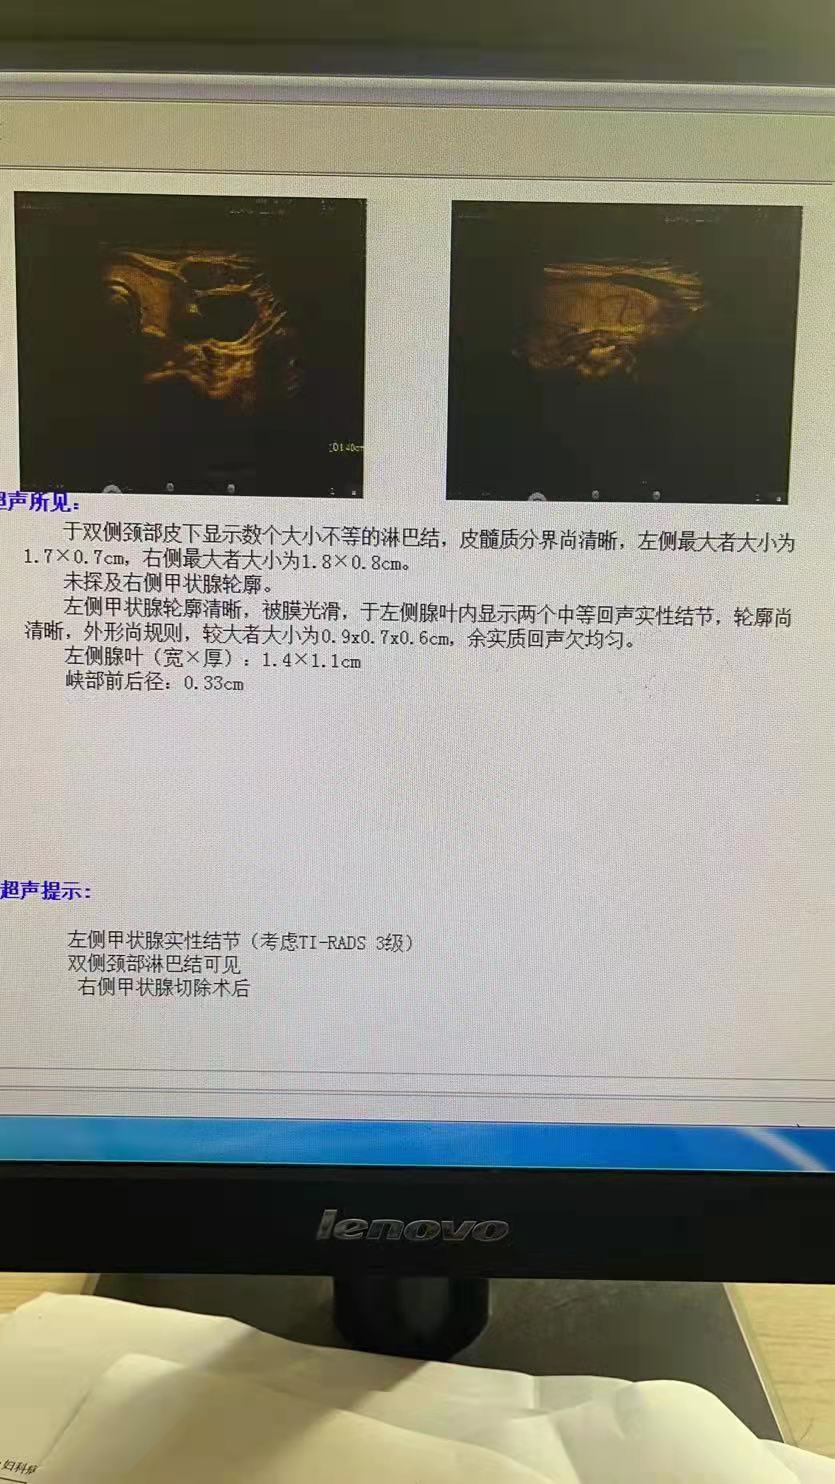 超声所见：
于双侧颈部皮下显示数个大小不等的淋巴结，皮髓质分界尚清晰，左侧最大者大小为
1.7×0.7cm，右侧最大者大小为1.8×0.8cm。
未探及右侧甲状腺轮廓。
左侧甲状腺轮廓清晰，被膜光滑，于左侧腺叶内显示两个中等回声实性结节，轮廓尚
清晰，外形尚规则，较大者大小为0.9x0.7x0.6cm，余实质回声欠均匀。
左侧腺叶（宽×厚）：1.4×1.1cm
峡部前后径：0.33cm
超声提示：
左侧甲状腺实性结节（考虑TI-RADS 3级）
双侧颈部淋巴结可见
右侧甲状腺切除术后
lenovo
妇科